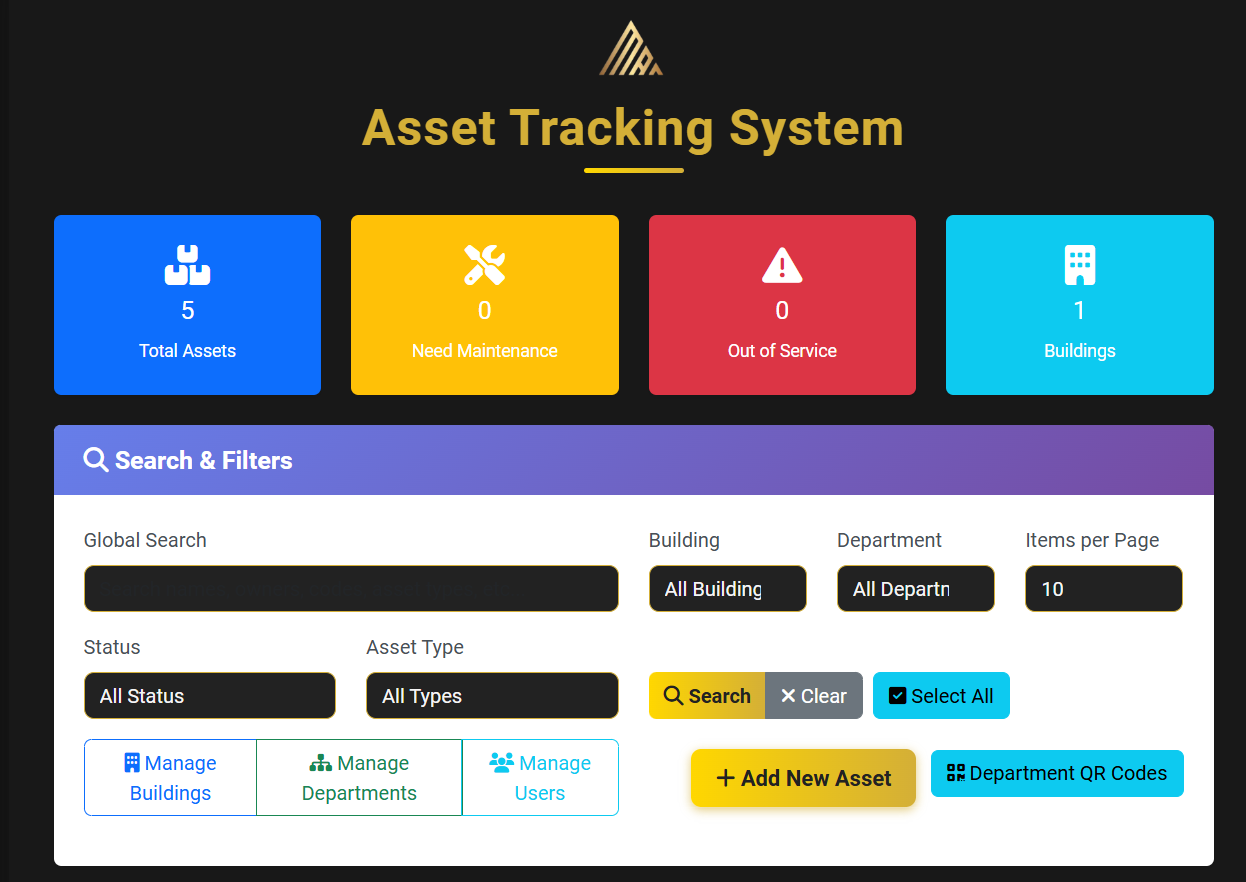 Asset Tracking System
5
Total Assets
0
Need Maintenance
0
Out of Service
1
Buildings
Search & Filters
Global Search
Building
Department
Items per Page
All Building
All Departn
10
Status
Asset Type
All Status
All Types
Search
Clear
Select All
Manage
Buildings
Manage
Departments
Manage
Users
Add New Asset
Department QR Codes